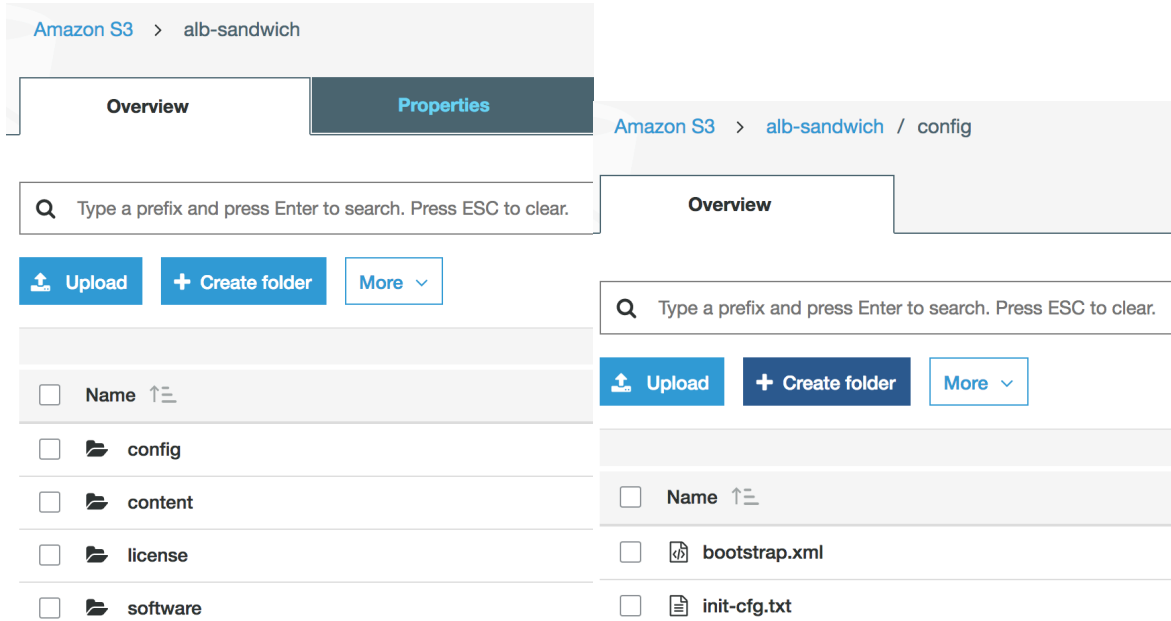 Amazon S3 > alb-sandwich
Overview
Properties
Type a prefix and press Enter to search. Press ESC to clear.
Upload
Create folder
More
Name
config
content
license
software
Amazon S3 > alb-sandwich / config
Overview
Type a prefix and press Enter to search. Press ESC to clear.
Upload
Create folder
More
Name
bootstrap.xml
init-cfg.txt